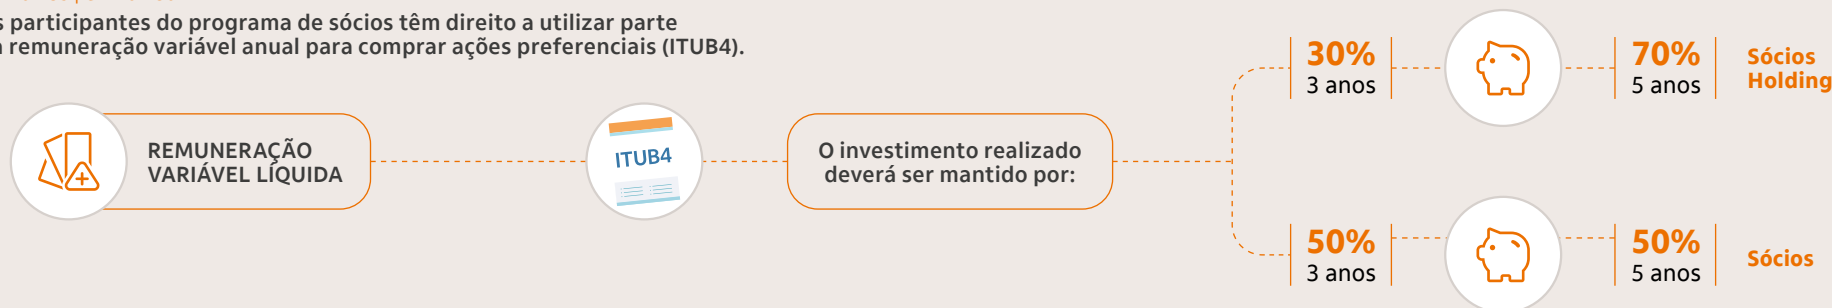 s participantes do programa de sócios têm direito a utilizar parte
a remuneração variável anual para comprar ações preferenciais (ITUB4).
REMUNERAÇÃO
VARIÁVEL LÍQUIDA
ITUB4
O investimento realizado
deverá ser mantido por:
30%
3 anos
70%
5 anos
Sócios
Holding
50%
3 anos
50%
5 anos
Sócios